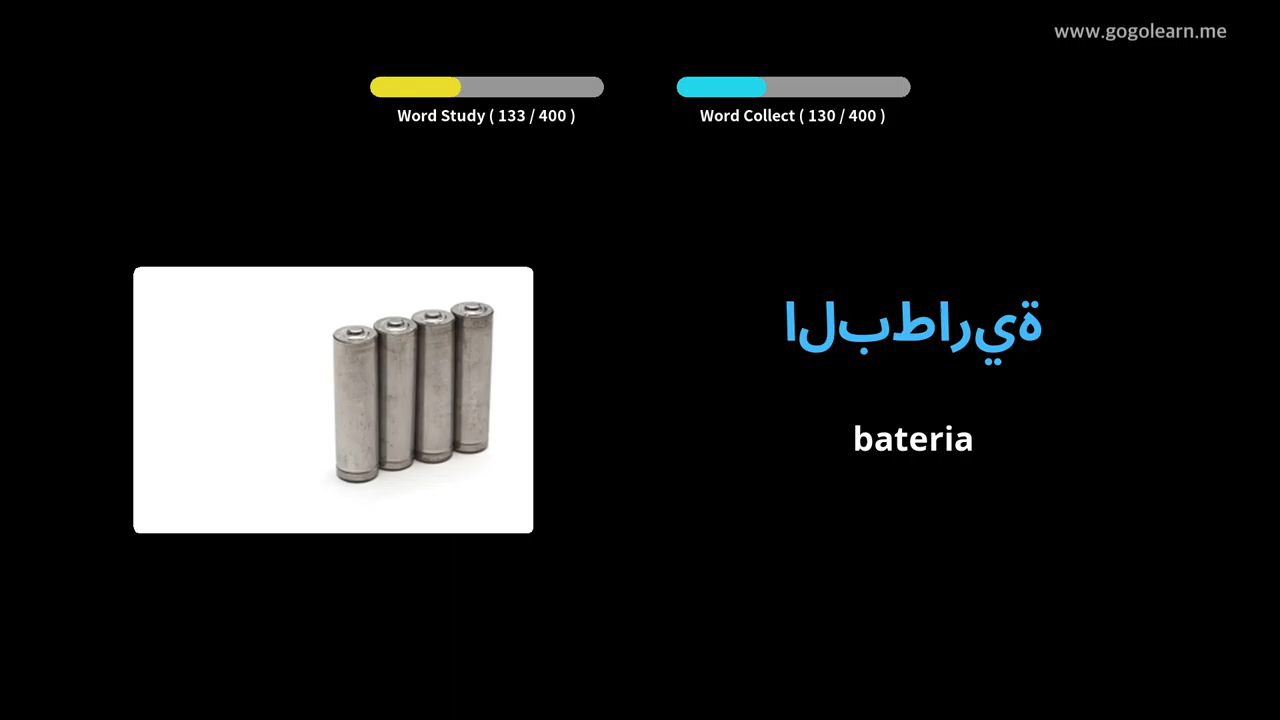 www.gogolearn.me
Word Study ( 133 / 400 )
Word Collect ( 130 / 400 )
البطارية
bateria